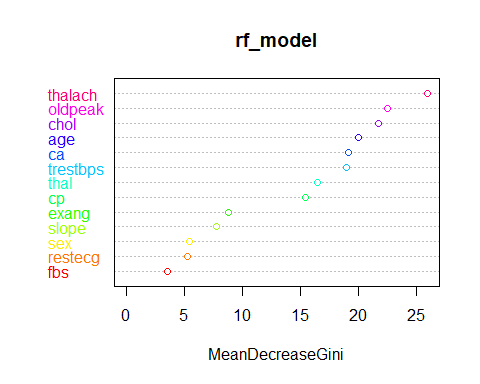 rf_model
thalach
oldpeak
chol
age
ca
trestbps
thal
cp
exang
slope
sex
restecg
fbs
0 5 10 15 20 25
MeanDecreaseGini